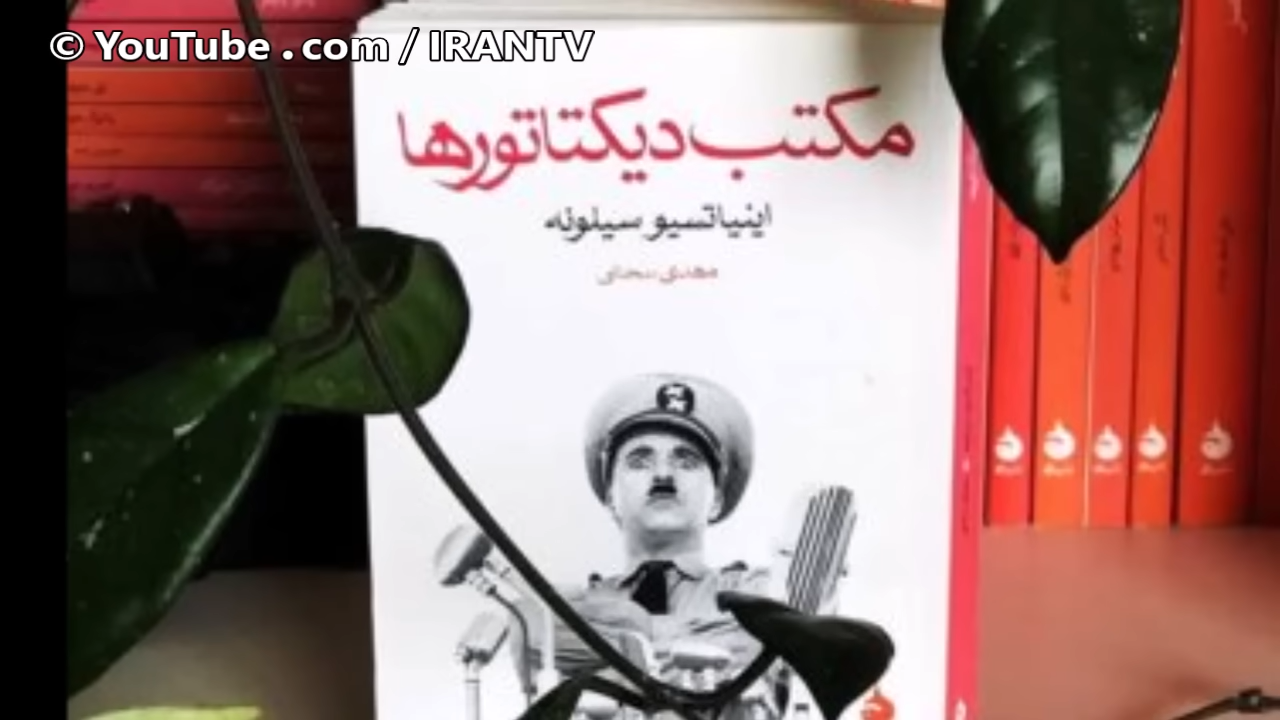 © YouTube . com / IRANTV
مکتب دیکتاتورها
اینیاتسیو سیلونه
مهدی سحابی